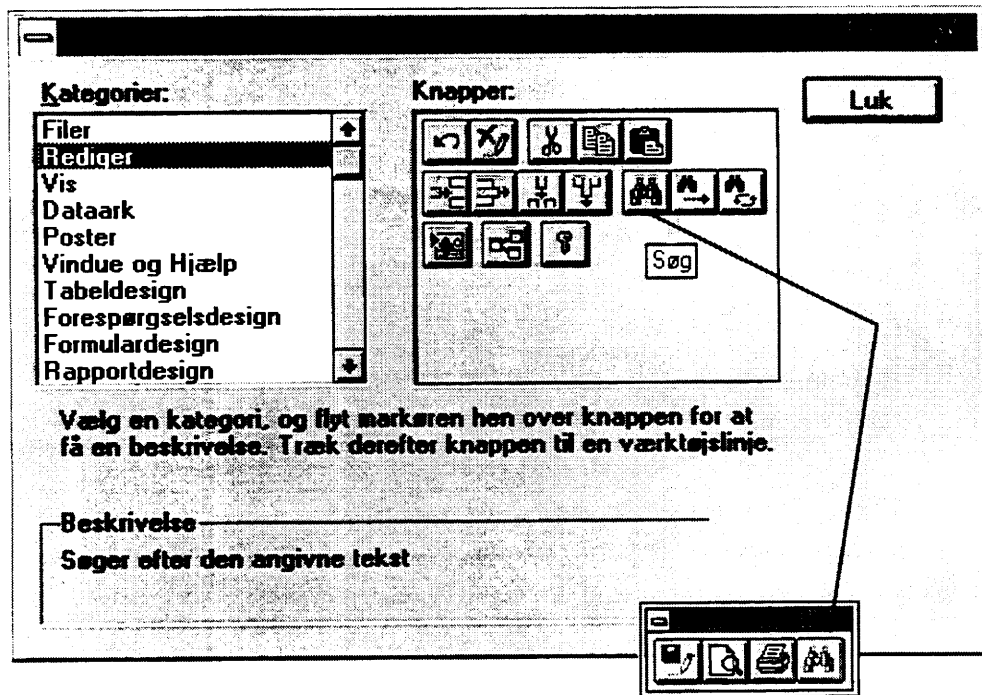 Kategorier:
Filer
Rediger
Vis
Dataark
Poster
Vindue og Hjælp
Tabeldesign
Forespørgselsdesign
Formulardesign
Rapportdesign
Knapper:
Søg
Luk
Vælg en kategori, og flyt markøren hen over knappen for at
få en beskrivelse. Træk derefter knappen til en værktøjslinje.
Beskrivelse
Søger efter den angivne tekst